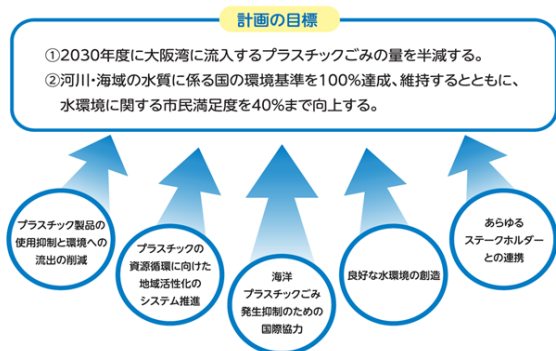 計画の目標
①2030年度に大阪湾に流入するプラスチックごみの量を半減する。
②河川・海域の水質に係る国の環境基準を100%達成、維持するとともに、
水環境に関する市民満足度を40%まで向上する。
プラスチック製品の
使用抑制と環境への
流出の削減
プラスチックの
資源循環に向けた
地域活性化の
システム推進
海洋
プラスチックごみ
発生抑制のための
国際協力
良好な水環境の創造
あらゆる
ステークホルダー
との連携